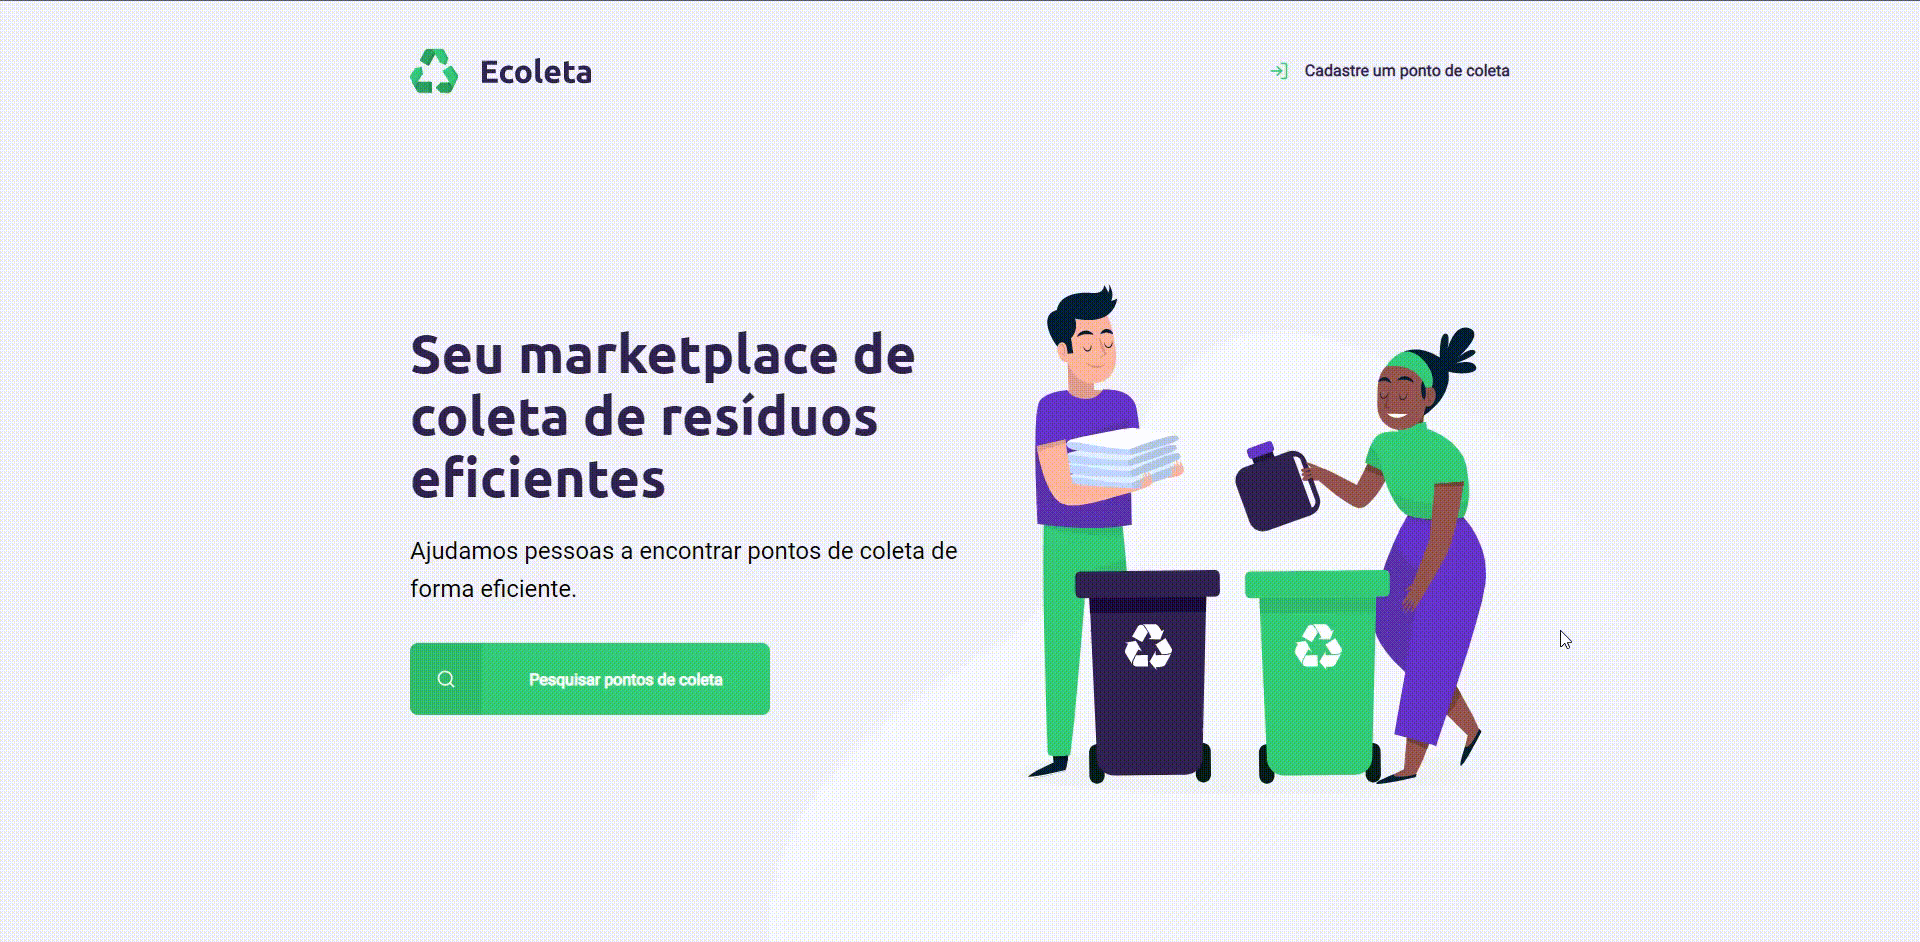 Ecoleta
Cadastre um ponto de coleta
Seu marketplace de
coleta de resíduos
eficientes
Ajudamos pessoas a encontrar pontos de coleta de
forma eficiente.
Pesquisar pontos de coleta